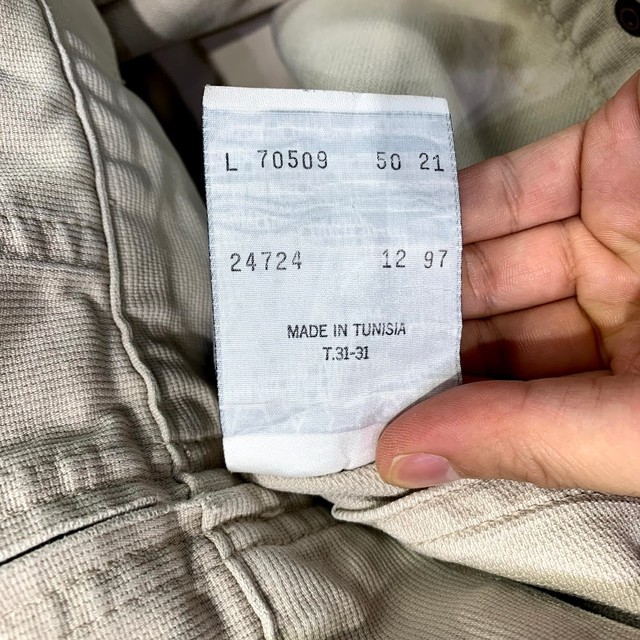 L 70509 50 21
24724 12 97
MADE IN TUNISIA
T.31-31